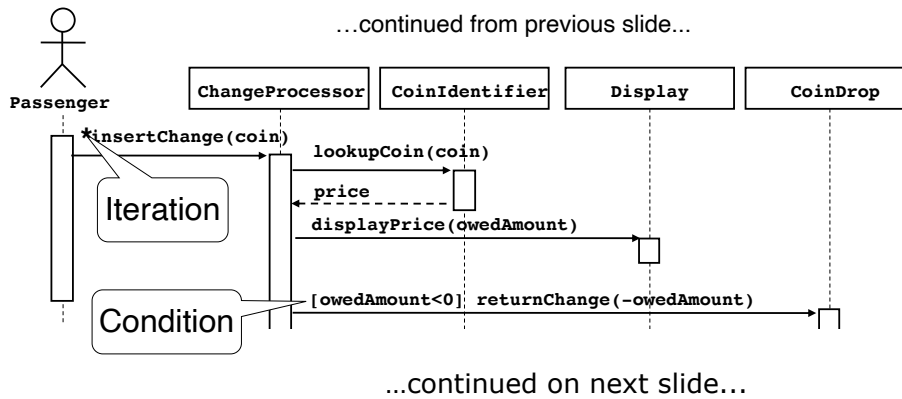 …continued from previous slide...
Passenger
ChangeProcessor
CoinIdentifier
Display
CoinDrop
*insertChange(coin)
lookupCoin(coin)
Iteration
price
displayPrice(owedAmount)
[owedAmount<0] returnChange(-owedAmount)
Condition
...continued on next slide...